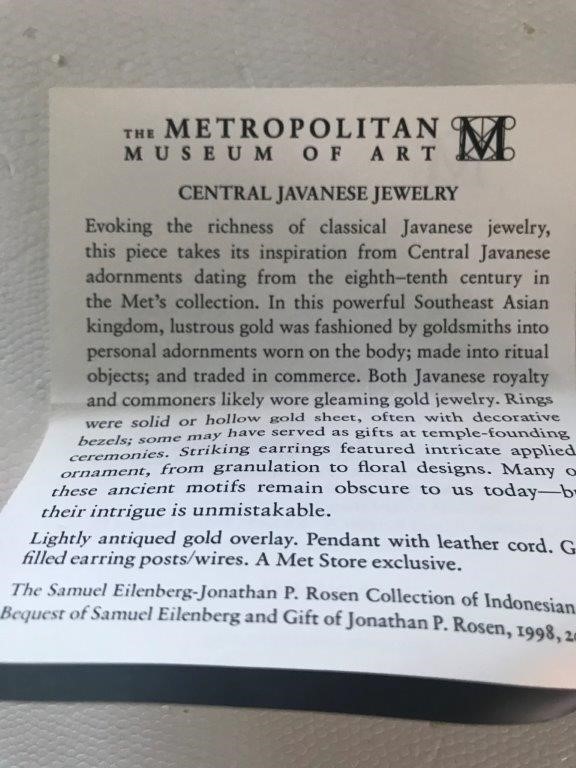 THE METROPOLITAN
MUSEUM OF ART M
CENTRAL JAVANESE JEWELRY
Evoking the richness of classical Javanese jewelry,
this piece takes its inspiration from Central Javanese
adornments dating from the eighth–tenth century in
the Met's collection. In this powerful Southeast Asian
kingdom, lustrous gold was fashioned by goldsmiths into
personal adornments worn on the body; made into ritual
objects; and traded in commerce. Both Javanese royalty
and commoners likely wore gleaming gold jewelry. Rings
were solid or hollow gold sheet, often with decorative
bezels; some may have served as gifts at temple-founding
ceremonies. Striking earrings featured intricate applied
ornament, from granulation to floral designs. Many
these ancient motifs remain obscure to us today—
their intrigue is unmistakable.
Lightly antiqued gold overlay. Pendant with leather cord.
filled earring posts/wires. A Met Store exclusive.
The Samuel Eilenberg-Jonathan P. Rosen Collection of Indonesian
Bequest of Samuel Eilenberg and Gift of Jonathan P. Rosen, 1998,